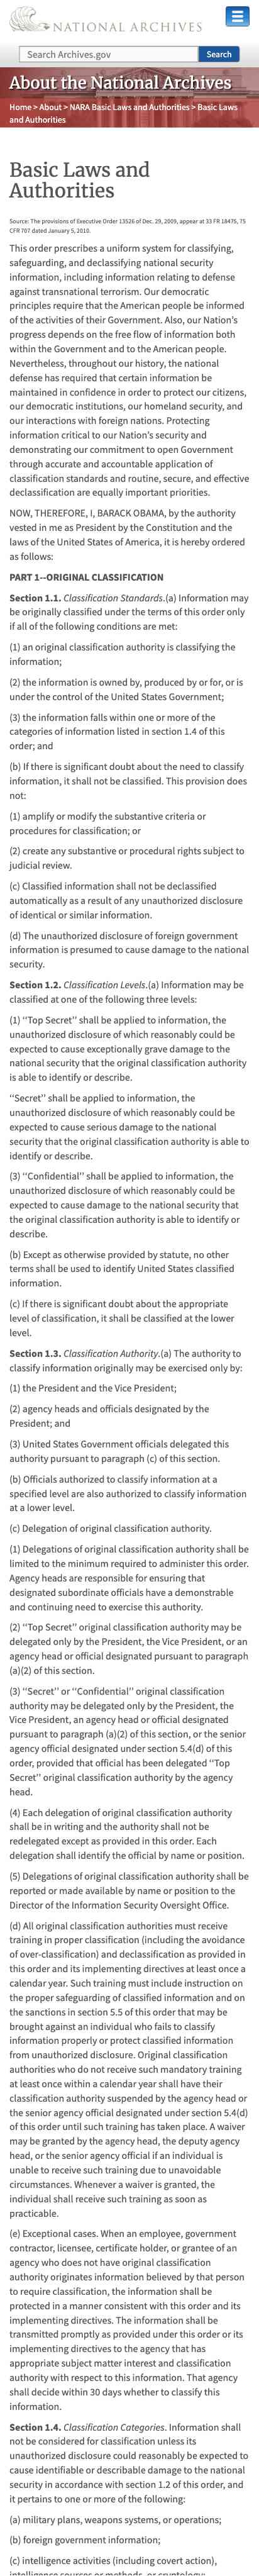 NATIONAL ARCHIVES
Search Archives.gov
Search
About the National Archives
Home > About > NARA Basic Laws and Authorities > Basic Laws
and Authorities
Basic Laws and
Authorities
Source: The provisions of Executive Order 13526 of Dec. 29, 2009, appear at 33 FR 18475, 75
CFR 707 dated January 5, 2010.
This order prescribes a uniform system for classifying,
safeguarding, and declassifying national security
information, including information relating to defense
against transnational terrorism. Our democratic
principles require that the American people be informed
of the activities of their Government. Also, our Nation’s
progress depends on the free flow of information both
within the Government and to the American people.
Nevertheless, throughout our history, the national
defense has required that certain information be
maintained in confidence in order to protect our citizens,
our democratic institutions, our homeland security, and
our interactions with foreign nations. Protecting
information critical to our Nation’s security and
demonstrating our commitment to open Government
through accurate and accountable application of
classification standards and routine, secure, and effective
declassification are equally important priorities.
NOW, THEREFORE, I, BARACK OBAMA, by the authority
vested in me as President by the Constitution and the
laws of the United States of America, it is hereby ordered
as follows:
PART 1--ORIGINAL CLASSIFICATION
Section 1.1. Classification Standards.(a) Information may
be originally classified under the terms of this order only
if all of the following conditions are met:
(1) an original classification authority is classifying the
information;
(2) the information is owned by, produced by or for, or is
under the control of the United States Government;
(3) the information falls within one or more of the
categories of information listed in section 1.4 of this
order; and
(b) If there is significant doubt about the need to classify
information, it shall not be classified. This provision does
not:
(1) amplify or modify the substantive criteria or
procedures for classification; or
(2) create any substantive or procedural rights subject to
judicial review.
(c) Classified information shall not be declassified
automatically as a result of any unauthorized disclosure
of identical or similar information.
(d) The unauthorized disclosure of foreign government
information is presumed to cause damage to the national
security.
Section 1.2. Classification Levels.(a) Information may be
classified at one of the following three levels:
(1) ‘‘Top Secret’’ shall be applied to information, the
unauthorized disclosure of which reasonably could be
expected to cause exceptionally grave damage to the
national security that the original classification authority
is able to identify or describe.
‘‘Secret’’ shall be applied to information, the
unauthorized disclosure of which reasonably could be
expected to cause serious damage to the national
security that the original classification authority is able to
identify or describe.
(3) ‘‘Confidential’’ shall be applied to information, the
unauthorized disclosure of which reasonably could be
expected to cause damage to the national security that
the original classification authority is able to identify or
describe.
(b) Except as otherwise provided by statute, no other
terms shall be used to identify United States classified
information.
(c) If there is significant doubt about the appropriate
level of classification, it shall be classified at the lower
level.
Section 1.3. Classification Authority.(a) The authority to
classify information originally may be exercised only by:
(1) the President and the Vice President;
(2) agency heads and officials designated by the
President; and
(3) United States Government officials delegated this
authority pursuant to paragraph (c) of this section.
(b) Officials authorized to classify information at a
specified level are also authorized to classify information
at a lower level.
(c) Delegation of original classification authority.
(1) Delegations of original classification authority shall be
limited to the minimum required to administer this order.
Agency heads are responsible for ensuring that
designated subordinate officials have a demonstrable
and continuing need to exercise this authority.
(2) ‘‘Top Secret’’ original classification authority may be
delegated only by the President, the Vice President, or an
agency head or official designated pursuant to paragraph
(a)(2) of this section.
(3) ‘‘Secret’’ or ‘‘Confidential’’ original classification
authority may be delegated only by the President, the
Vice President, an agency head or official designated
pursuant to paragraph (a)(2) of this section, or the senior
agency official designated under section 5.4(d) of this
order, provided that official has been delegated ‘‘Top
Secret’’ original classification authority by the agency
head.
(4) Each delegation of original classification authority
shall be in writing and the authority shall not be
redelegated except as provided in this order. Each
delegation shall identify the official by name or position.
(5) Delegations of original classification authority shall be
reported or made available by name or position to the
Director of the Information Security Oversight Office.
(d) All original classification authorities must receive
training in proper classification (including the avoidance
of over-classification) and declassification as provided in
this order and its implementing directives at least once a
calendar year. Such training must include instruction on
the proper safeguarding of classified information and on
the sanctions in section 5.5 of this order that may be
brought against an individual who fails to classify
information properly or protect classified information
from unauthorized disclosure. Original classification
authorities who do not receive such mandatory training
at least once within a calendar year shall have their
classification authority suspended by the agency head or
the senior agency official designated under section 5.4(d)
of this order until such training has taken place. A waiver
may be granted by the agency head, the deputy agency
head, or the senior agency official if an individual is
unable to receive such training due to unavoidable
circumstances. Whenever a waiver is granted, the
individual shall receive such training as soon as
practicable.
(e) Exceptional cases. When an employee, government
contractor, licensee, certificate holder, or grantee of an
agency who does not have original classification
authority originates information believed by that person
to require classification, the information shall be
protected in a manner consistent with this order and its
implementing directives. The information shall be
transmitted promptly as provided under this order or its
implementing directives to the agency that has
appropriate subject matter interest and classification
authority with respect to this information. That agency
shall decide within 30 days whether to classify this
information.
Section 1.4. Classification Categories. Information shall
not be considered for classification unless its
unauthorized disclosure could reasonably be expected to
cause identifiable or describable damage to the national
security in accordance with section 1.2 of this order, and
it pertains to one or more of the following:
(a) military plans, weapons systems, or operations;
(b) foreign government information;
(c) intelligence activities (including covert action),
intelligence sources or methods, or cryptology;